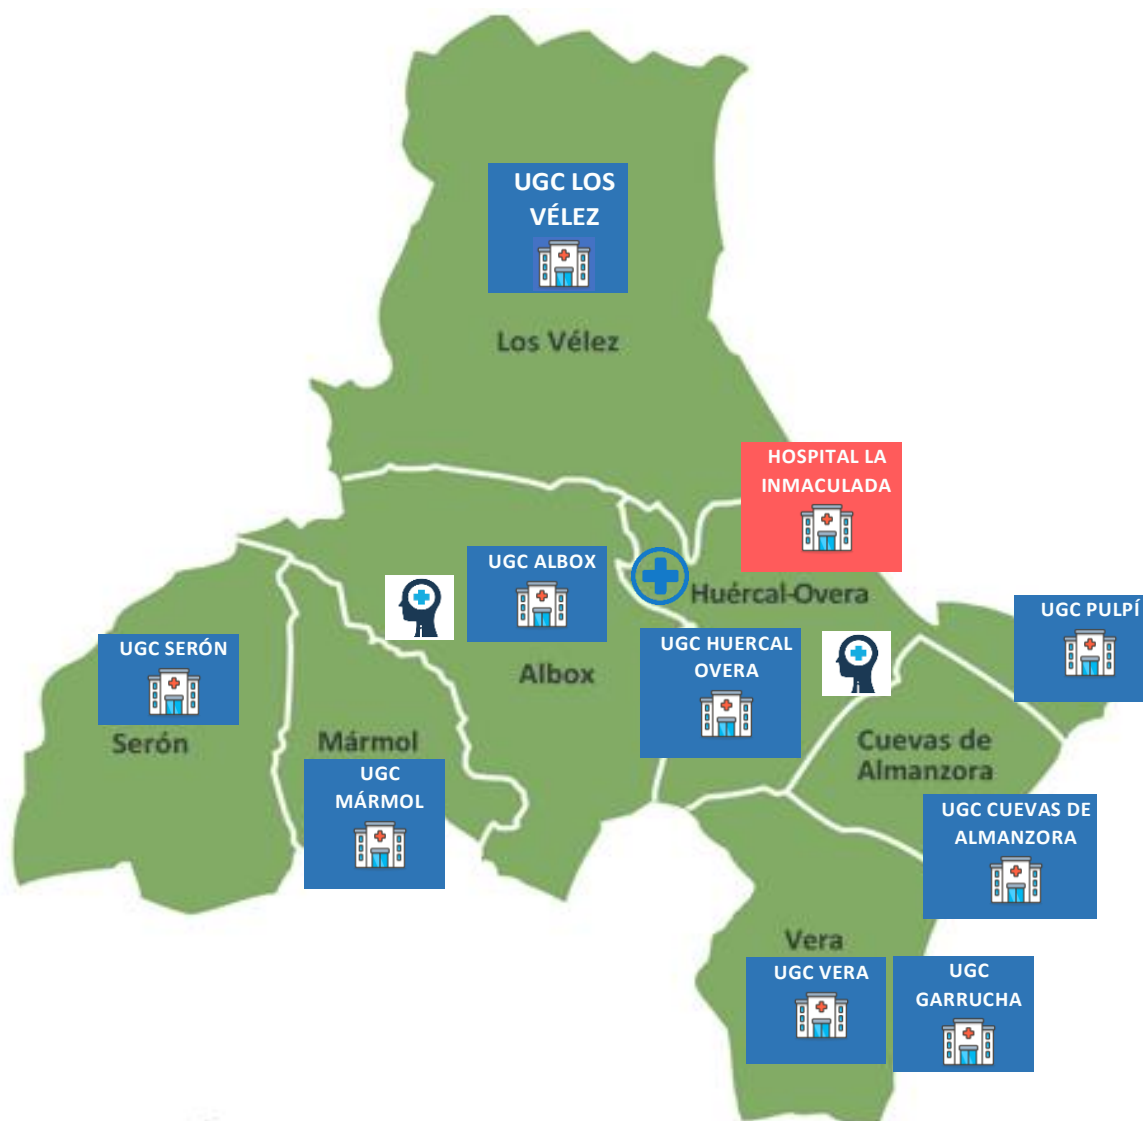 UGC LOS
VÉLEZ
Los Vélez
HOSPITAL LA
INMACULADA
UGC ALBOX
Huércal-Overa
UGC PULPÍ
UGC SERÓN
UGC HUERCAL
OVERA
Albox
Serón
Mármol
Cuevas de
Almanzora
UGC
MÁRMOL
UGC CUEVAS DE
ALMANZORA
Vera
UGC VERA
UGC
GARRUCHA